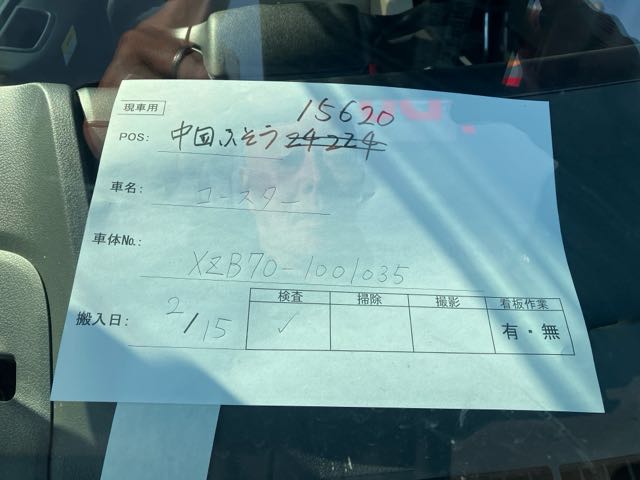 現車用
15620
POS: 中国ふそう 24224
車名: コースター
車体No.: XZB70-1001035
搬入日: 2/15
検査 掃除 撮影 看板作業
✓ 有・無